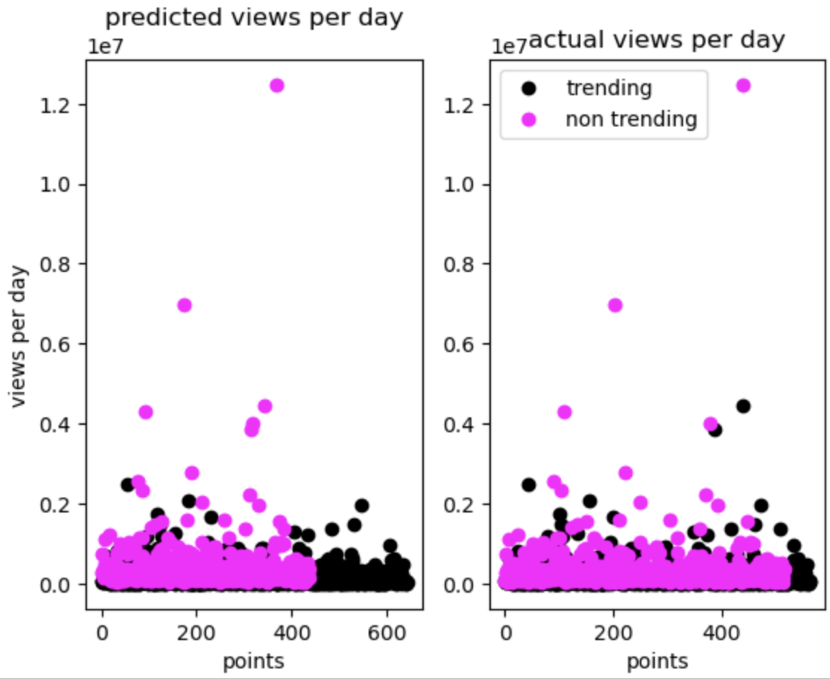 predicted views per day
1e7
1.2
1.0
0.8
0.6
0.4
0.2
0.0
views per day
0
200
400
600
points
1e7
actual views per day
trending
non trending
1.2
1.0
0.8
0.6
0.4
0.2
0.0
0
200
400
points